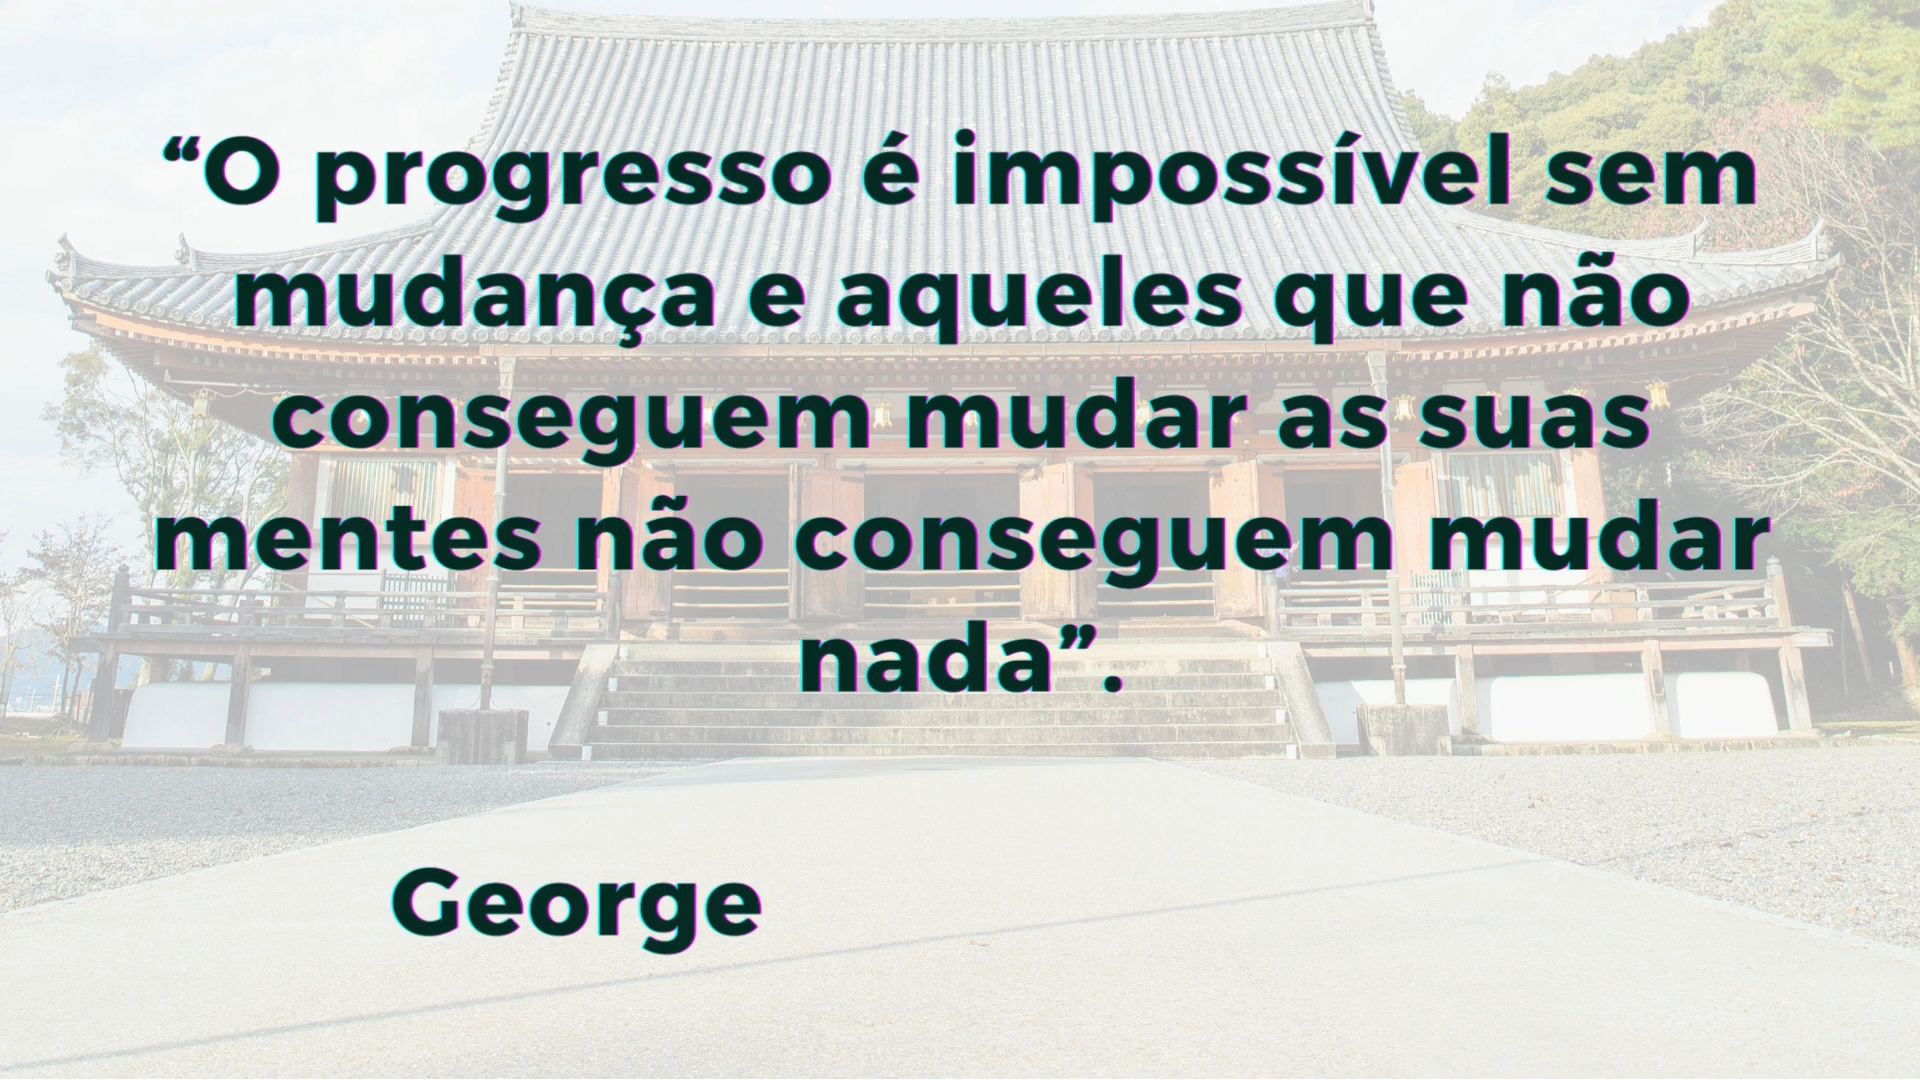 “O progresso é impossível sem
mudança e aqueles que não
conseguem mudar as suas
mentes não conseguem mudar
nada”.
George